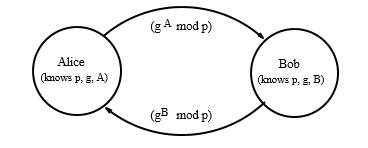 (g^A mod p)
Alice
(knows p, g, A)
Bob
(knows p, g, B)
(g^B mod p)